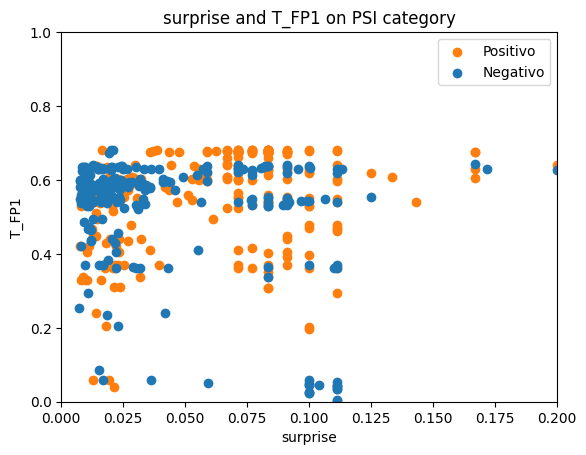 surprise and T_FP1 on PSI category
1.0
0.8
0.6
0.4
0.2
0.0
T_FP1
Positivo
Negativo
0.000 0.025 0.050 0.075 0.100 0.125 0.150 0.175 0.200
surprise